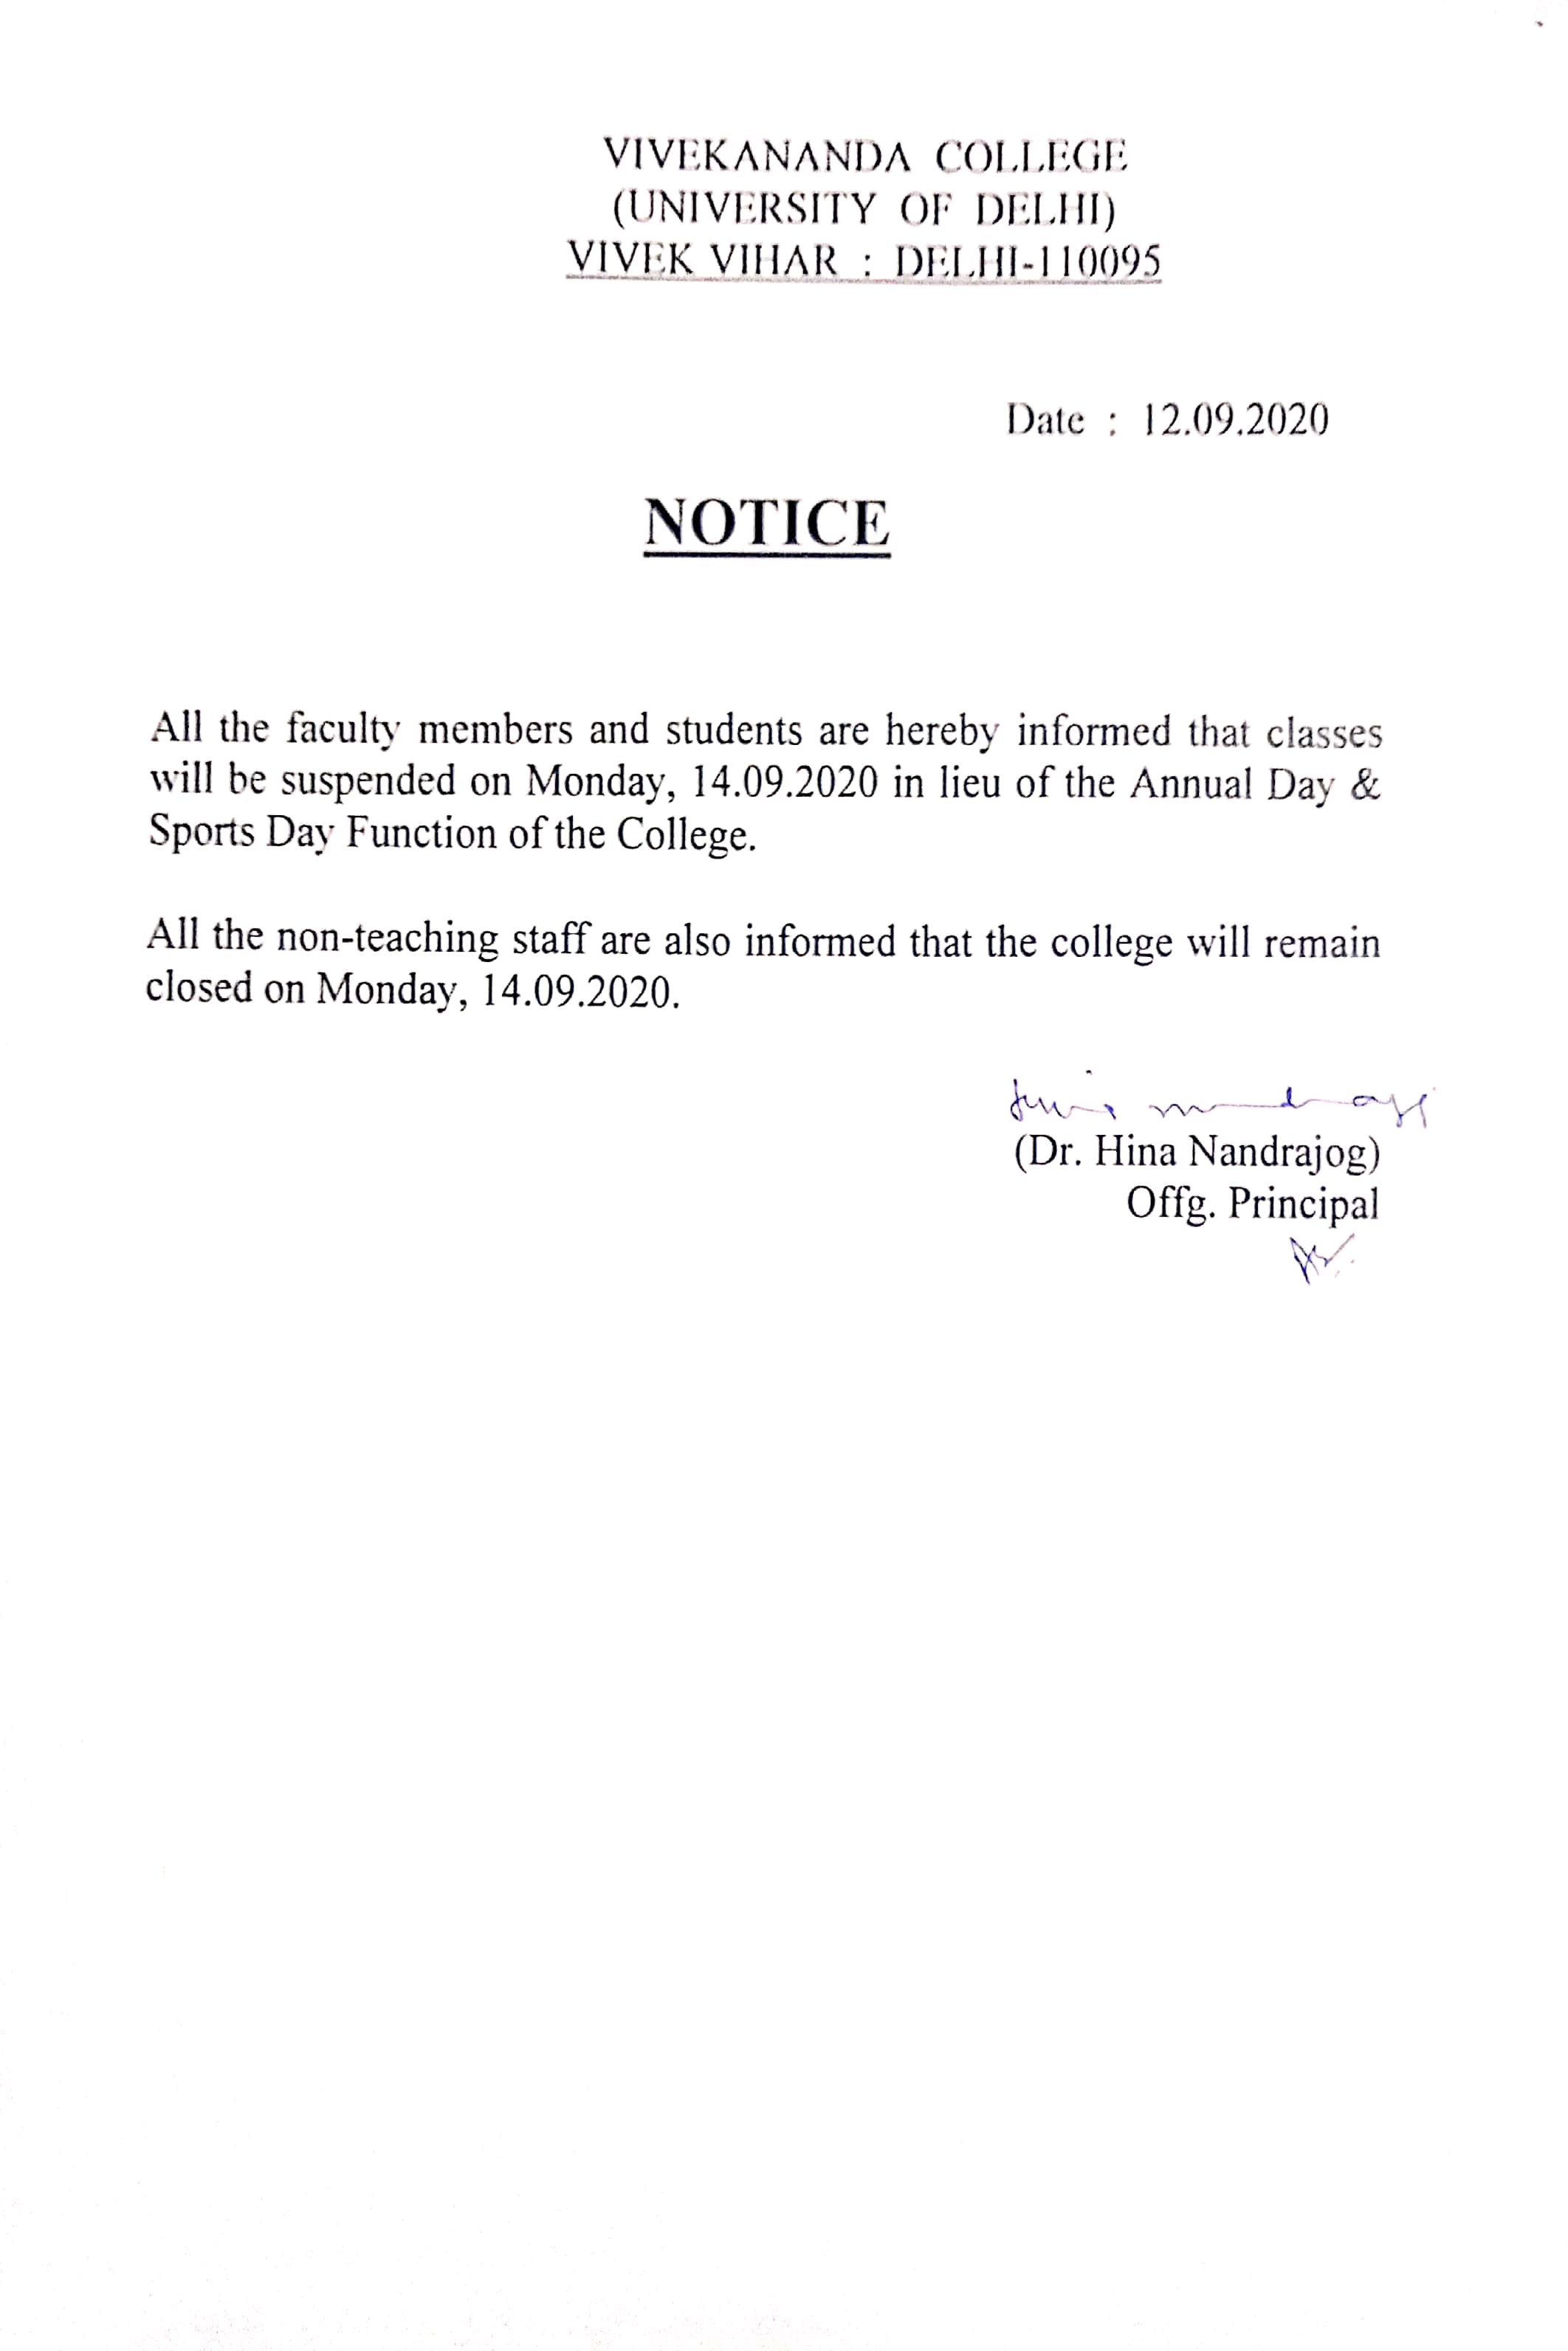 VIVEKANANDA COLLEGE
(UNIVERSITY OF DELHI)
VIVEK VIHAR : DELHI-110095
Date : 12.09.2020
NOTICE
All the faculty members and students are hereby informed that classes
will be suspended on Monday, 14.09.2020 in lieu of the Annual Day &
Sports Day Function of the College.
All the non-teaching staff are also informed that the college will remain
closed on Monday, 14.09.2020.
(Dr. Hina Nandrajog)
Offg. Principal